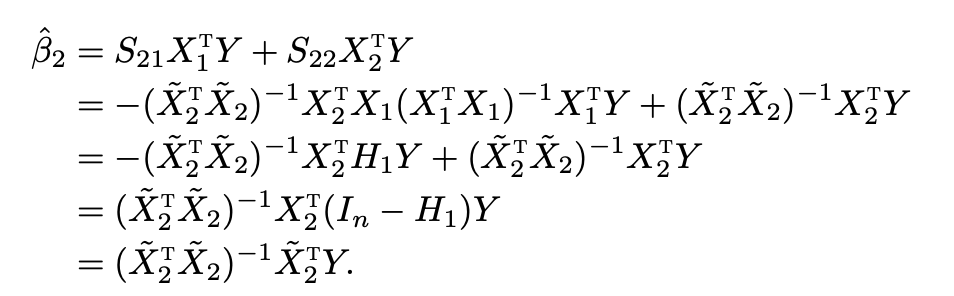 β̂₂ = S₂₁X₁ᵀY + S₂₂X₂ᵀY
= −(X̃₂ᵀX̃₂)⁻¹X₂ᵀX₁(X₁ᵀX₁)⁻¹X₁ᵀY + (X̃₂ᵀX̃₂)⁻¹X₂ᵀY
= −(X̃₂ᵀX̃₂)⁻¹X₂ᵀH₁Y + (X̃₂ᵀX̃₂)⁻¹X₂ᵀY
= (X̃₂ᵀX̃₂)⁻¹X₂ᵀ(Iₙ − H₁)Y
= (X̃₂ᵀX̃₂)⁻¹X̃₂ᵀY.